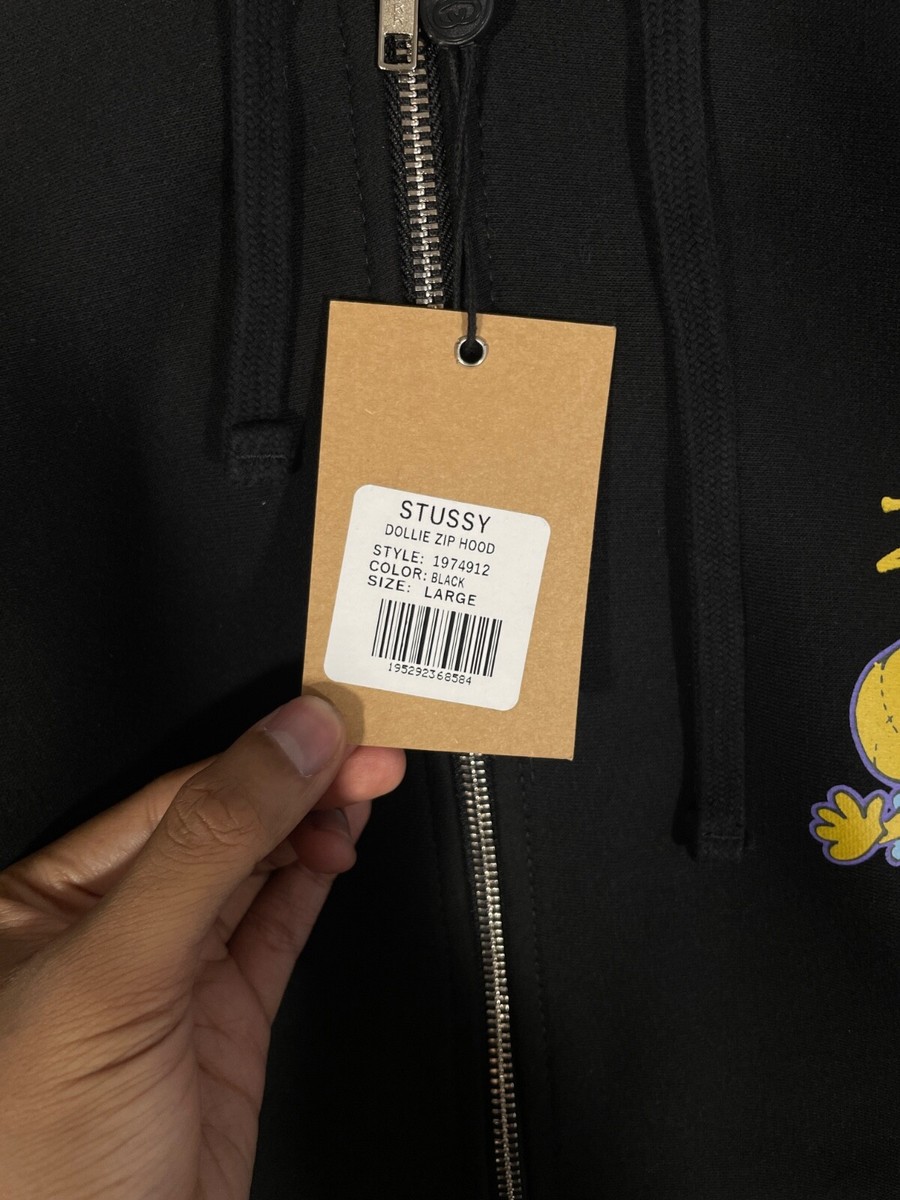 STUSSY
DOLLIE ZIP HOOD
STYLE: 1974912
COLOR: BLACK
SIZE: LARGE
195292368584